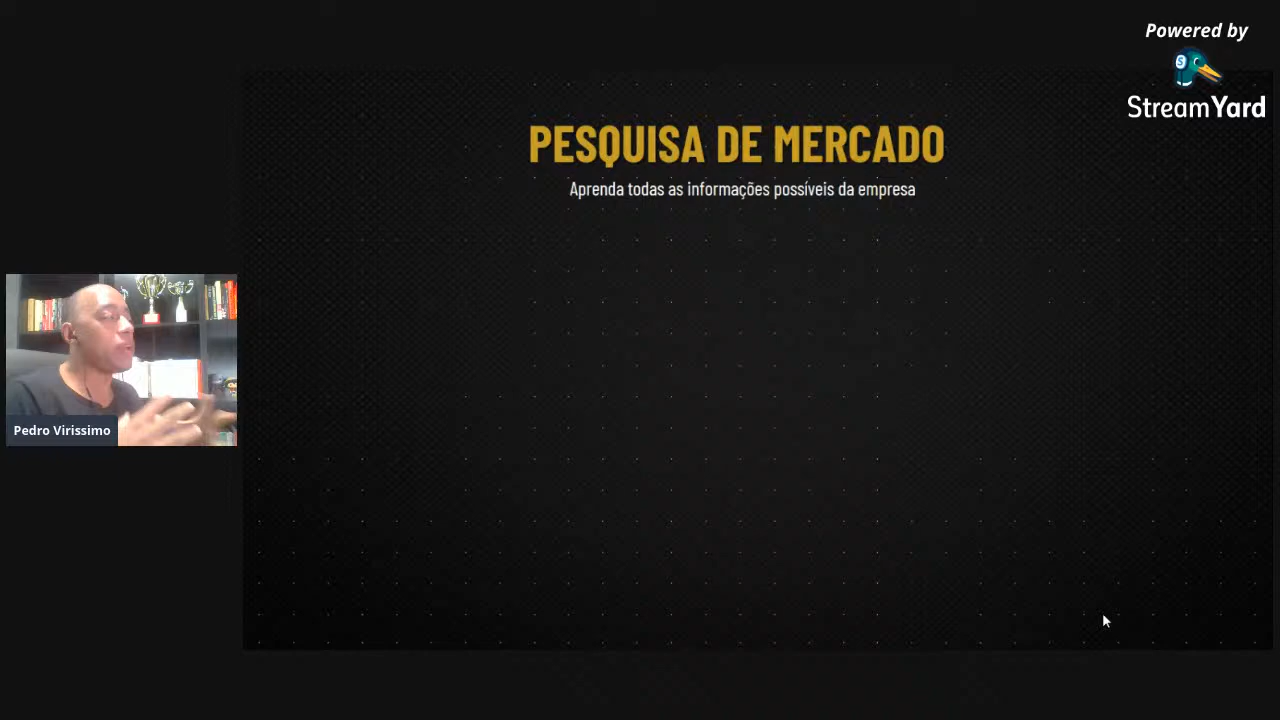 Powered by
StreamYard
PESQUISA DE MERCADO
Aprenda todas as informações possíveis da empresa
Pedro Virissimo